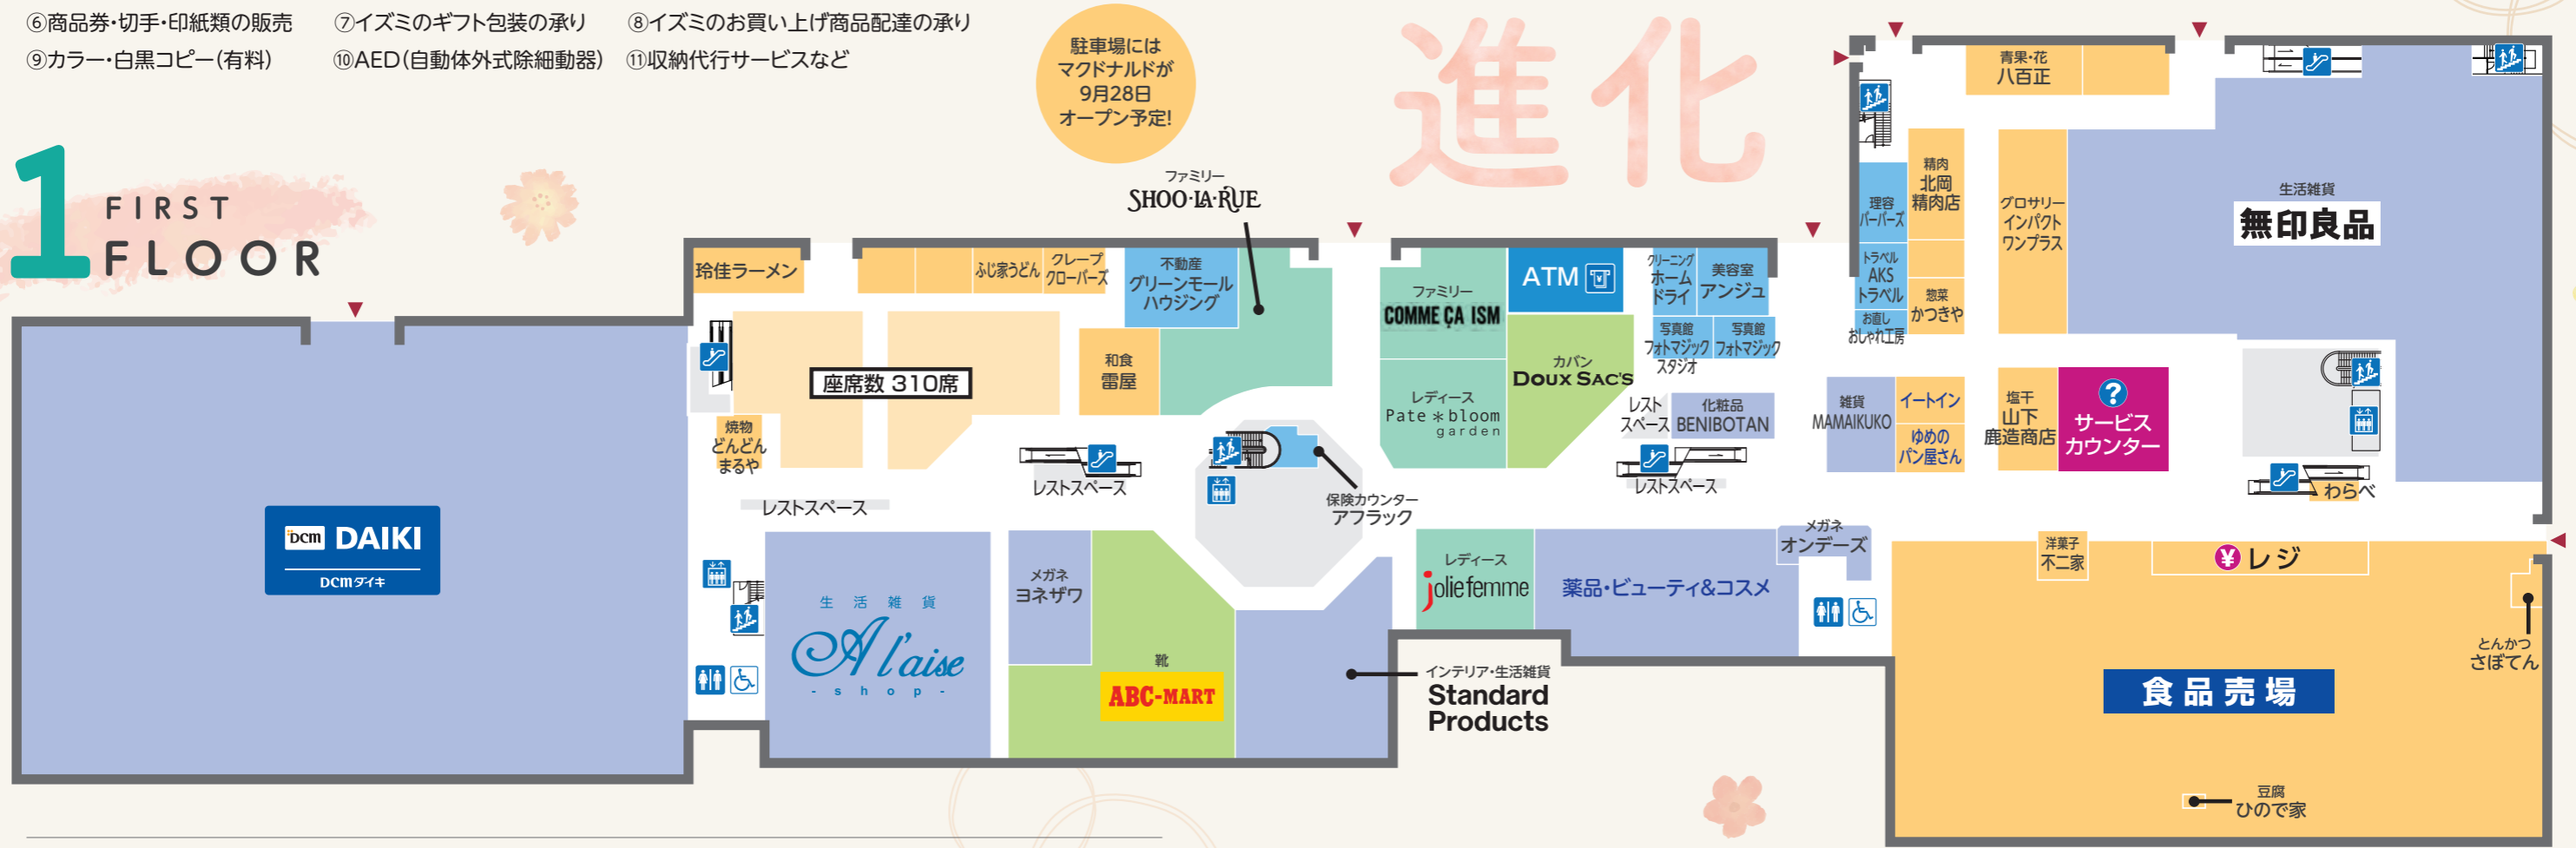 ⑥商品券・切手・印紙類の販売 ⑦イズミのギフト包装の承り ⑧イズミのお買い上げ商品配達の承り
⑨カラー・白黒コピー(有料) ⑩AED(自動体外式除細動器) ⑪収納代行サービスなど
駐車場には
マクドナルドが
9月28日
オープン予定!
進化
1 FIRST
FLOOR
ファミリー
SHOO・LA・RUE
玲佳ラーメン
ふじ家うどん
クレープ
クローバーズ
不動産
グリーンモール
ハウジング
座席数 310席
和食
雷屋
焼物
どんどん
まるや
レストスペース
レストスペース
DCM DAIKI
DCMダイキ
生活雑貨
A l'aise
- shop -
メガネ
ヨネザワ
靴
ABC-MART
保険カウンター
アフラック
インテリア・生活雑貨
Standard
Products
ファミリー
COMME ÇA ISM
レディース
Pate＊bloom
garden
ATM
カバン
DOUX SAC'S
クリーニング
ホーム
ドライ
美容室
アンジュ
写真館
フォトマジック
スタジオ
写真館
フォトマジック
レスト
スペース
化粧品
BENIBOTAN
レストスペース
レディース
jolie femme
薬品・ビューティ&コスメ
メガネ
オンデーズ
青果・花
八百正
精肉
北岡
精肉店
理容
バーバーズ
トラベル
AKS
トラベル
お直し
おしゃれ工房
惣菜
かつきや
グロサリー
インパクト
ワンプラス
生活雑貨
無印良品
雑貨
MAMAIKUKO
イートイン
ゆめの
パン屋さん
塩干
山下
鹿造商店
?
サービス
カウンター
わらべ
洋菓子
不二家
¥レジ
とんかつ
さぼてん
食品売場
豆腐
ひので家